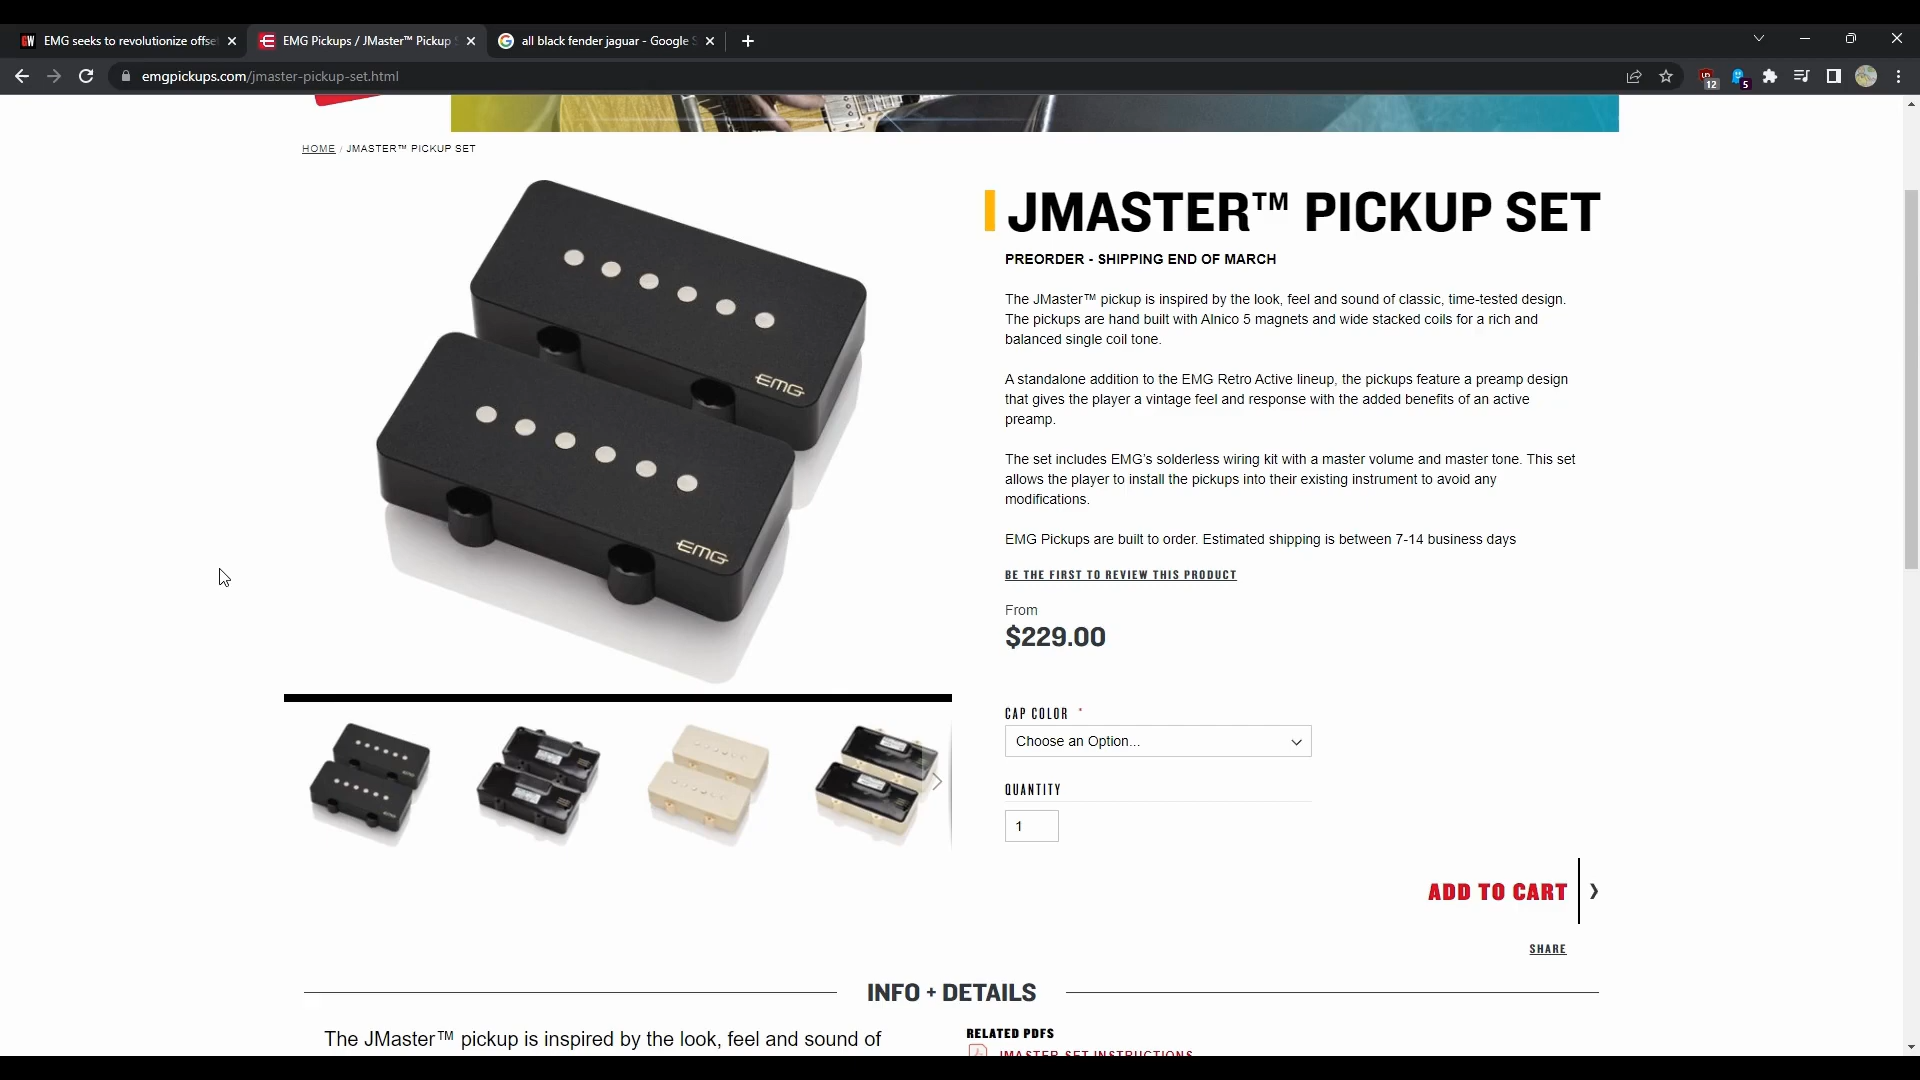 EMG seeks to revolutionize offse
EMG Pickups / JMaster™ Pickup S
all black fender jaguar - Google S
emgpickups.com/jmaster-pickup-set.html
12
5
HOME / JMASTER™ PICKUP SET
JMASTER™ PICKUP SET
PREORDER - SHIPPING END OF MARCH
The JMaster™ pickup is inspired by the look, feel and sound of classic, time-tested design.
The pickups are hand built with Alnico 5 magnets and wide stacked coils for a rich and
balanced single coil tone.
A standalone addition to the EMG Retro Active lineup, the pickups feature a preamp design
that gives the player a vintage feel and response with the added benefits of an active
preamp.
The set includes EMG's solderless wiring kit with a master volume and master tone. This set
allows the player to install the pickups into their existing instrument to avoid any
modifications.
EMG Pickups are built to order. Estimated shipping is between 7-14 business days
BE THE FIRST TO REVIEW THIS PRODUCT
From
$229.00
CAP COLOR *
Choose an Option...
QUANTITY
1
ADD TO CART
SHARE
EMG
EMG
INFO + DETAILS
The JMaster™ pickup is inspired by the look, feel and sound of
RELATED PDFS
JMASTER SET INSTRUCTIONS